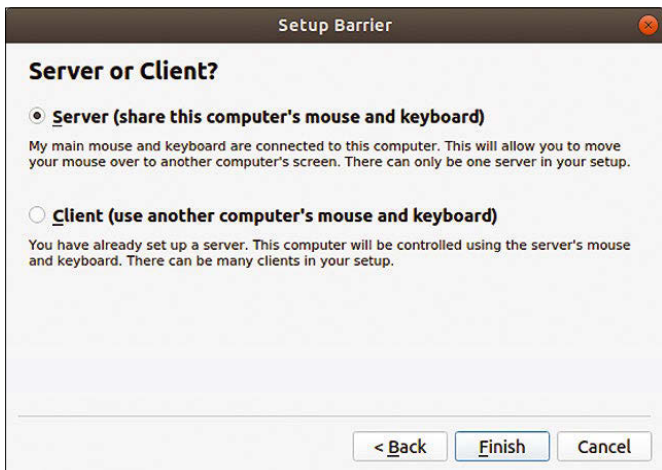 Setup Barrier
Server or Client?
Server (share this computer's mouse and keyboard)
My main mouse and keyboard are connected to this computer. This will allow you to move
your mouse over to another computer's screen. There can only be one server in your setup.
Client (use another computer's mouse and keyboard)
You have already set up a server. This computer will be controlled using the server's mouse
and keyboard. There can be many clients in your setup.
< Back Finish Cancel